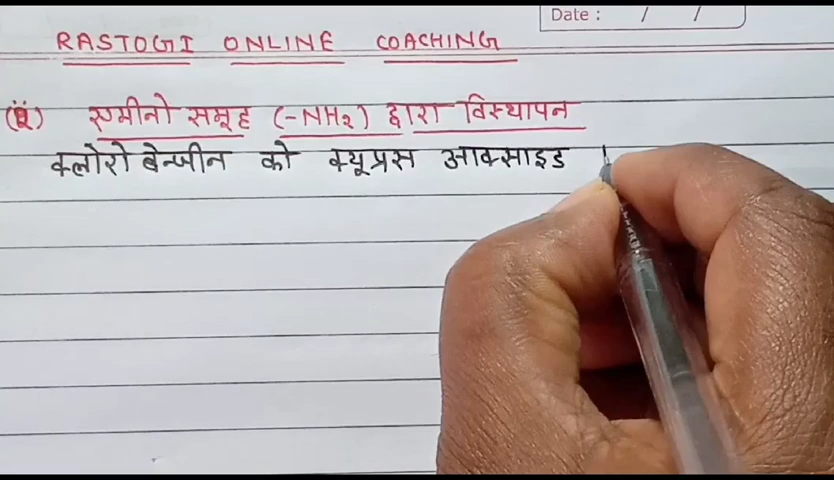 Date : / /
RASTOGI ONLINE COACHING
(ii) एमीनो समूह (-NH₂) द्वारा विस्थापन
क्लोरो बेन्जीन को क्यूप्रस आक्साइड